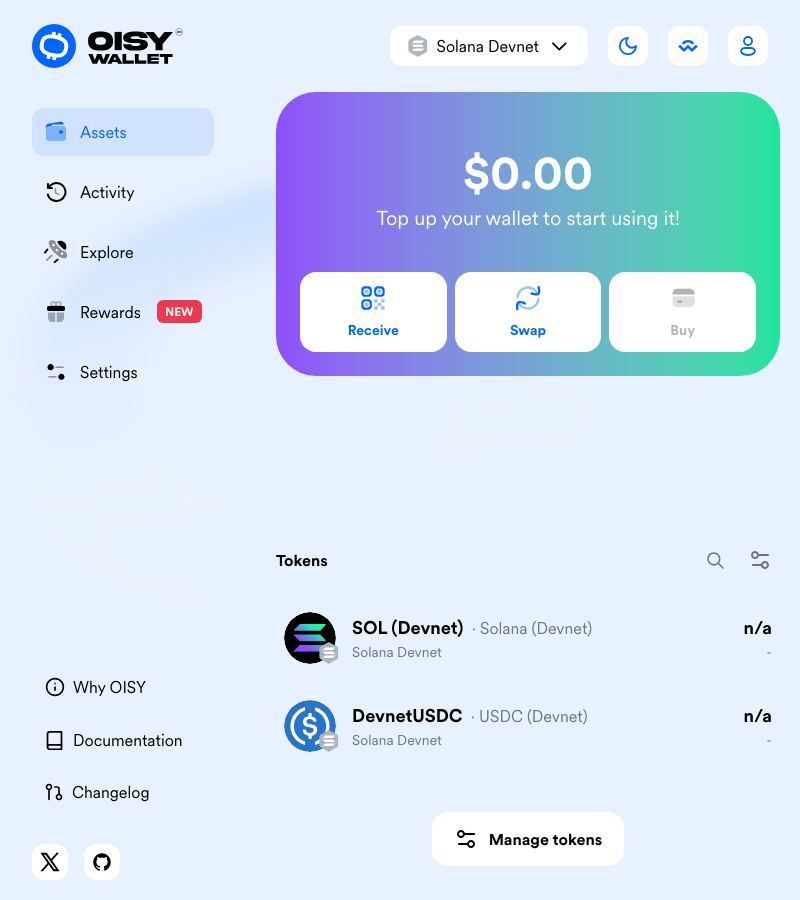 OISY
WALLET
Solana Devnet
Assets
Activity
Explore
Rewards NEW
Settings
$0.00
Top up your wallet to start using it!
Receive
Swap
Buy
Tokens
SOL (Devnet) · Solana (Devnet)
n/a
Solana Devnet
-
DevnetUSDC · USDC (Devnet)
n/a
Solana Devnet
-
Manage tokens
Why OISY
Documentation
Changelog